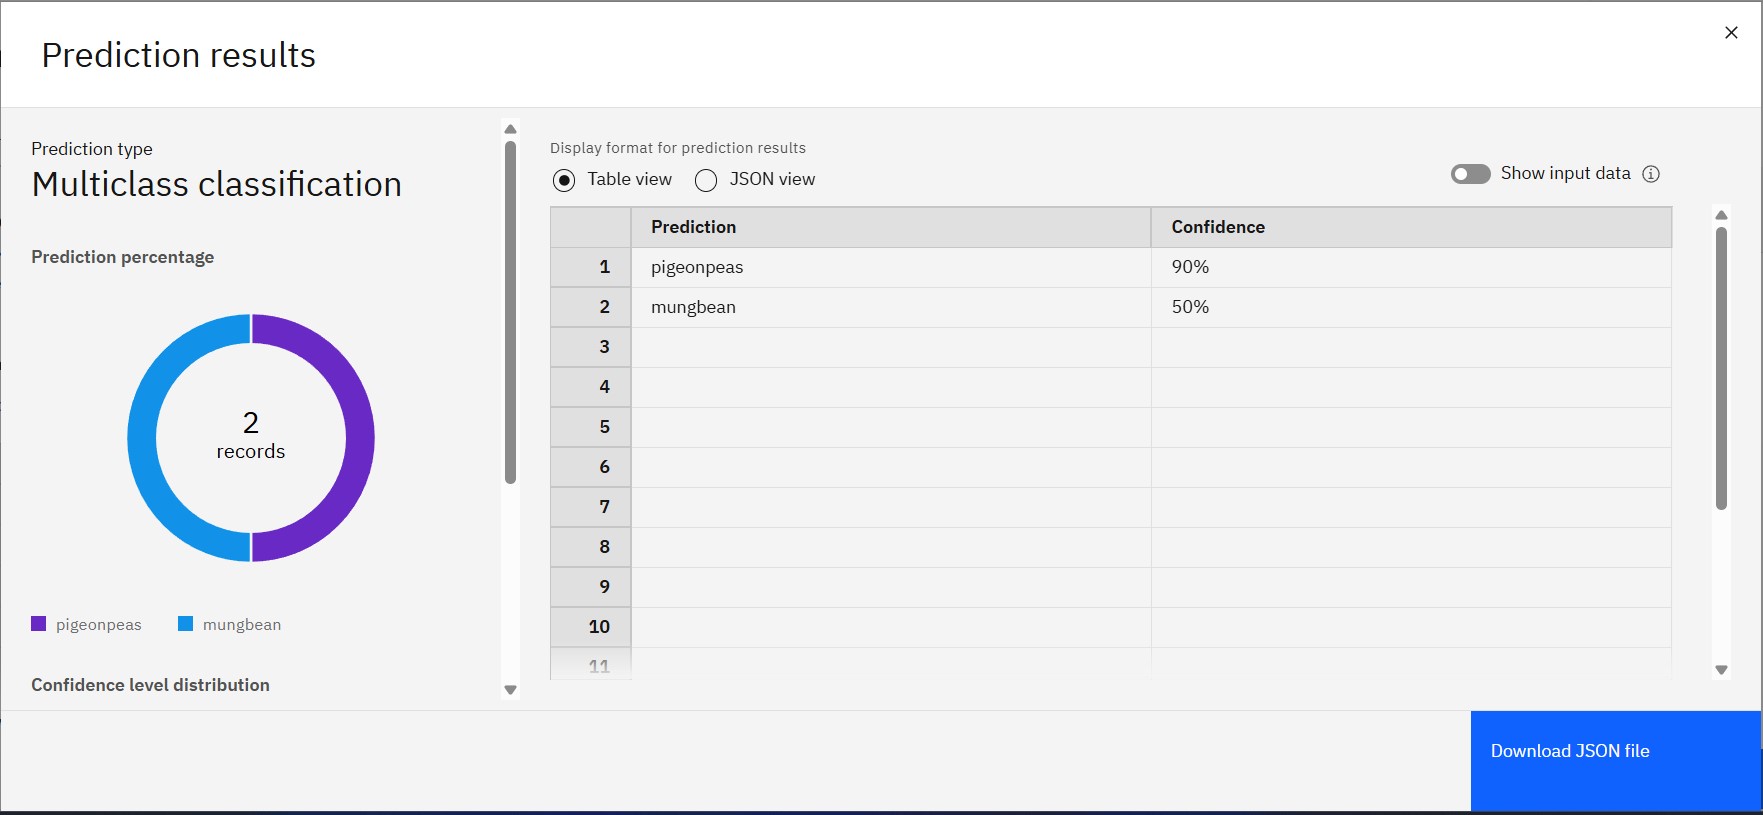 Prediction results
Prediction type
Multiclass classification
Prediction percentage
2
records
pigeonpeas mungbean
Confidence level distribution
Display format for prediction results
Table view JSON view
Show input data
Prediction Confidence
1 pigeonpeas 90%
2 mungbean 50%
3
4
5
6
7
8
9
10
11
Download JSON file